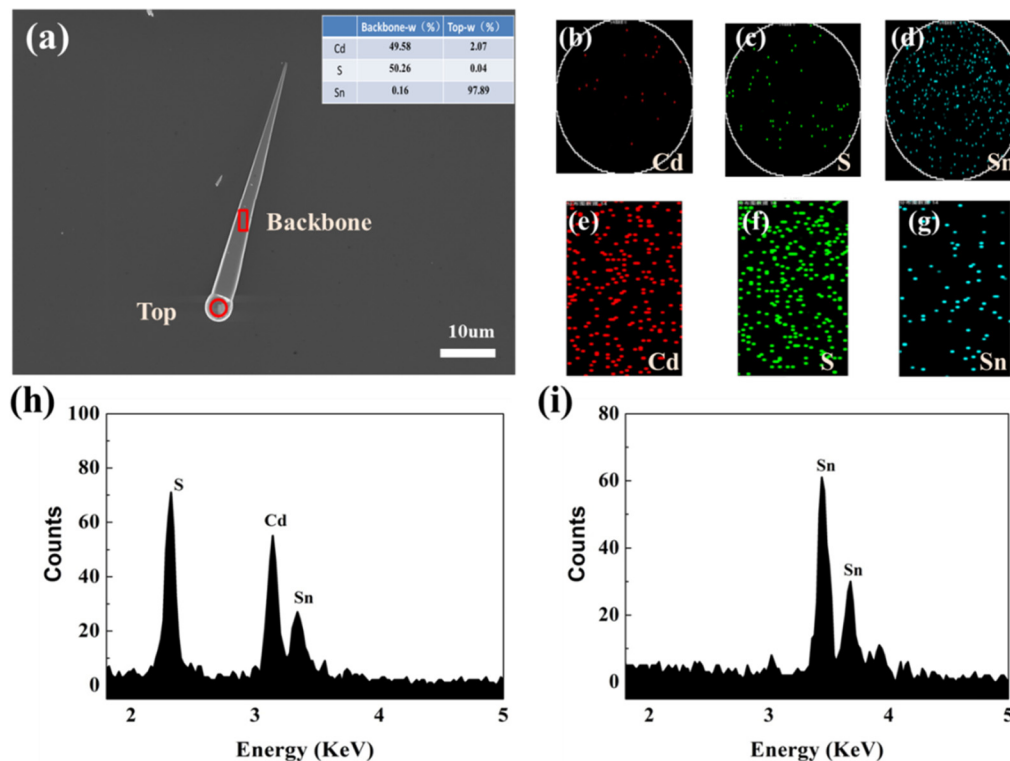 (a)
Backbone-w（%） Top-w（%）
Cd 49.58 2.07
S 50.26 0.04
Sn 0.16 97.89
Backbone
Top
10um
(b)
Cd
(c)
S
(d)
Sn
(e)
Cd
(f)
S
(g)
Sn
(h)
100
80
60
40
20
0
Counts
S
Cd
Sn
2 3 4 5
Energy (KeV)
(i)
80
60
40
20
0
Counts
Sn
Sn
2 3 4 5
Energy (KeV)